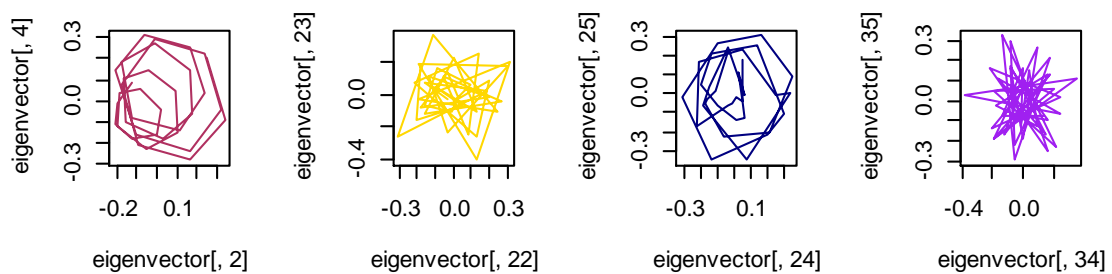 eigenvector[, 4]
0.3
0.0
-0.3
-0.2
0.1
eigenvector[, 2]
eigenvector[, 23]
0.0
-0.4
-0.3
0.0
0.3
eigenvector[, 22]
eigenvector[, 25]
0.3
0.0
-0.3
-0.3
0.1
eigenvector[, 24]
eigenvector[, 35]
0.3
0.0
-0.3
-0.4
0.0
eigenvector[, 34]